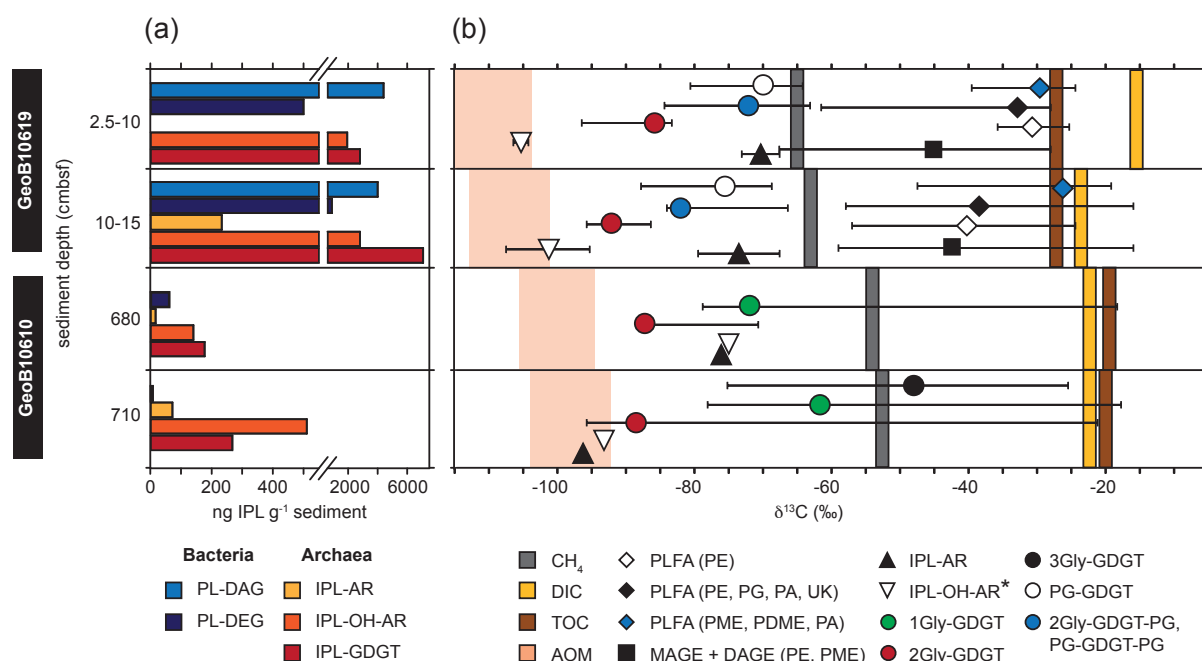 (a)
(b)
GeoB10619
GeoB10610
sediment depth (cmbsf)
2.5-10
10-15
680
710
0 200 400 2000 6000
ng IPL g⁻¹ sediment
-100 -80 -60 -40 -20
δ¹³C (‰)
Bacteria
PL-DAG
PL-DEG
Archaea
IPL-AR
IPL-OH-AR
IPL-GDGT
CH₄
DIC
TOC
AOM
PLFA (PE)
PLFA (PE, PG, PA, UK)
PLFA (PME, PDME, PA)
MAGE + DAGE (PE, PME)
IPL-AR
IPL-OH-AR*
1Gly-GDGT
2Gly-GDGT
3Gly-GDGT
PG-GDGT
2Gly-GDGT-PG,
PG-GDGT-PG